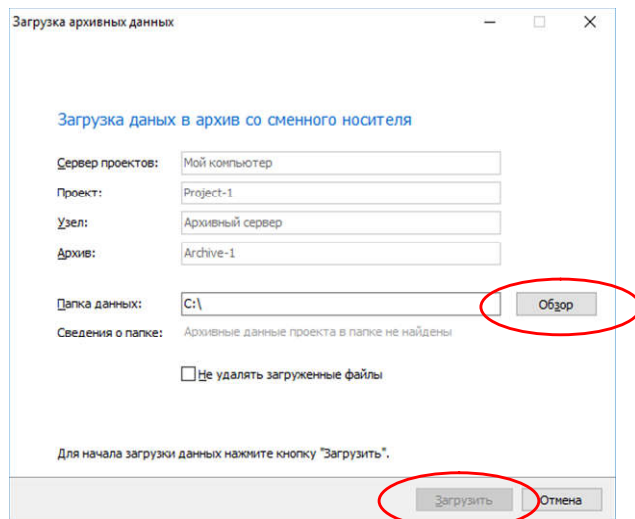 Загрузка архивных данных
Загрузка даных в архив со сменного носителя
Сервер проектов: Мой компьютер
Проект: Project-1
Узел: Архивный сервер
Архив: Archive-1
Папка данных: C:\ Обзор
Сведения о папке: Архивные данные проекта в папке не найдены
Не удалять загруженные файлы
Для начала загрузки данных нажмите кнопку "Загрузить".
Загрузить Отмена